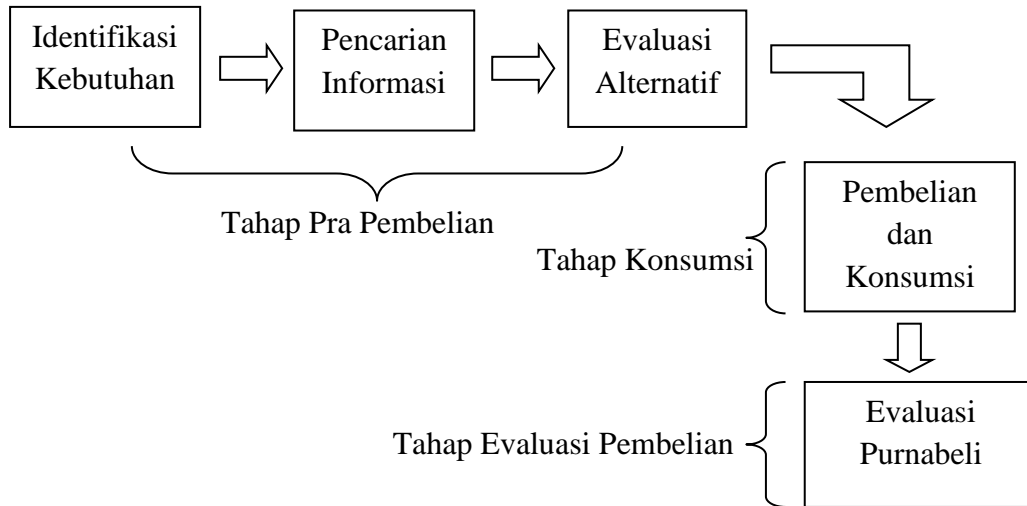 Identifikasi
Kebutuhan
Pencarian
Informasi
Evaluasi
Alternatif
Tahap Pra Pembelian
Pembelian
dan
Konsumsi
Tahap Konsumsi
Evaluasi
Purnabeli
Tahap Evaluasi Pembelian